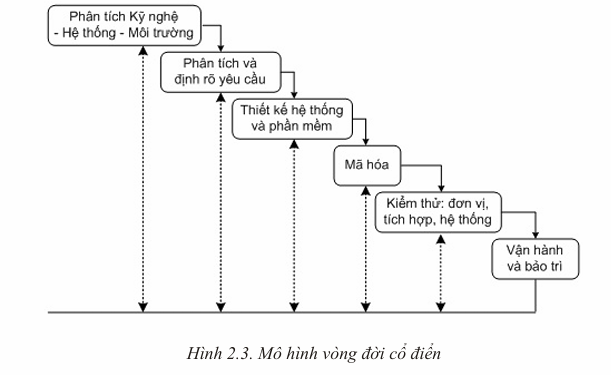 Phân tích Kỹ nghệ
- Hệ thống - Môi trường
Phân tích và
định rõ yêu cầu
Thiết kế hệ thống
và phần mềm
Mã hóa
Kiểm thử: đơn vị,
tích hợp, hệ thống
Vận hành
và bảo trì
Hình 2.3. Mô hình vòng đời cổ điển